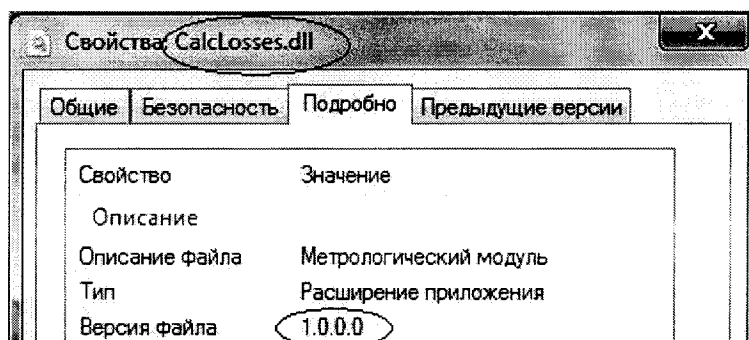 Свойства: CalcLosses.dll
Общие Безопасность Подробно Предыдущие версии
Свойство Значение
Описание
Описание файла Метрологический модуль
Тип Расширение приложения
Версия файла 1.0.0.0